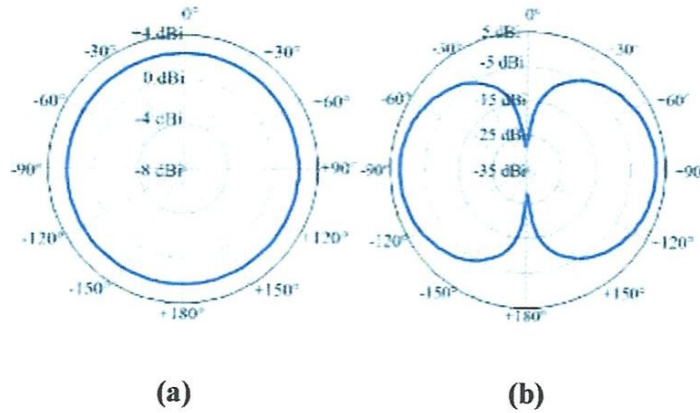 0°
+4 dBi
-30°
+30°
0 dBi
-60°
+60°
-4 dBi
-90°
-8 dBi
+90°
-120°
+120°
-150°
+150°
+180°
0°
5 dBi
-30°
-30°
-5 dBi
-60°
+60°
-15 dBi
-25 dBi
-90°
-35 dBi
+90°
-120°
+120°
-150°
+150°
+180°
(a)
(b)